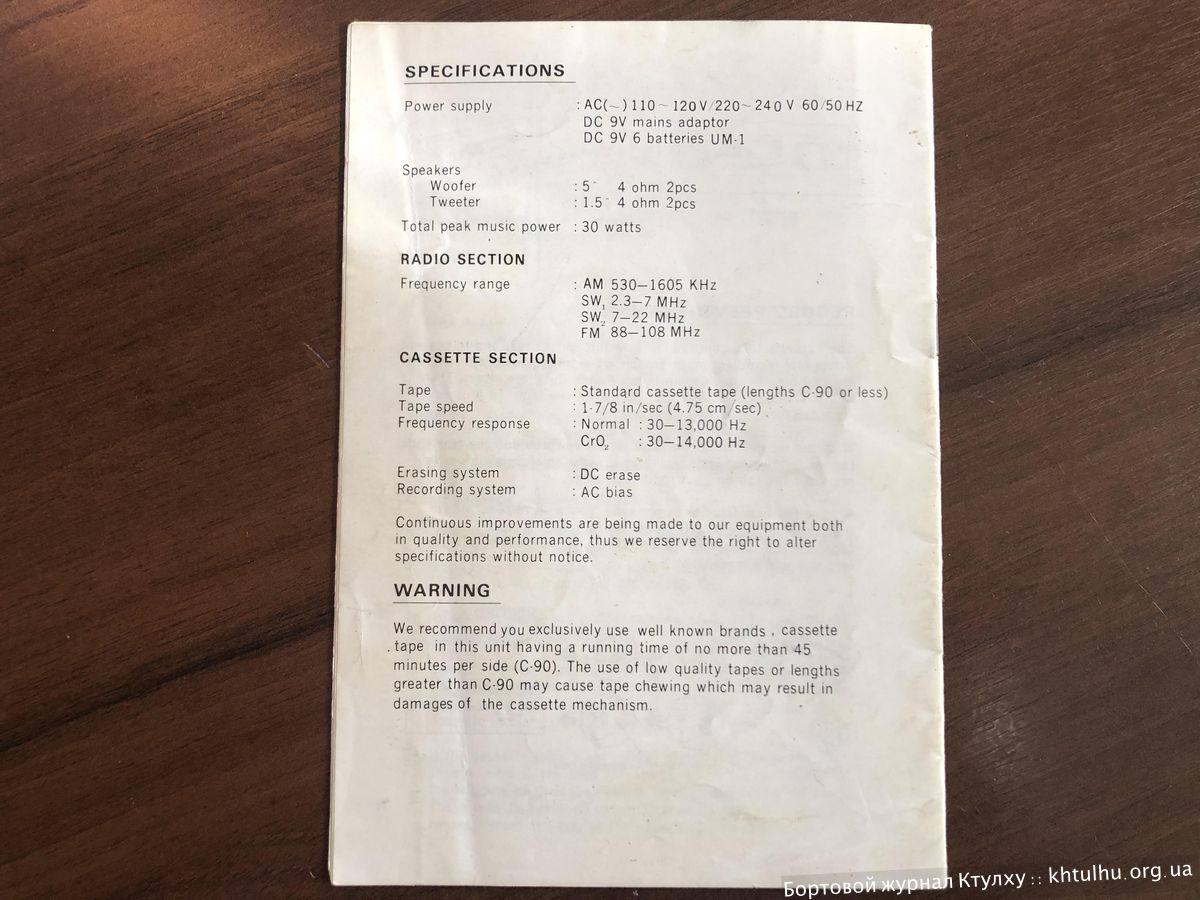 SPECIFICATIONS
Power supply : AC(~) 110~120V/220~240V 60/50HZ
DC 9V mains adaptor
DC 9V 6 batteries UM-1
Speakers
Woofer : 5″ 4 ohm 2pcs
Tweeter : 1.5″ 4 ohm 2pcs
Total peak music power : 30 watts
RADIO SECTION
Frequency range : AM 530—1605 KHz
SW₁ 2.3—7 MHz
SW₂ 7—22 MHz
FM 88—108 MHz
CASSETTE SECTION
Tape : Standard cassette tape (lengths C-90 or less)
Tape speed : 1-7/8 in/sec (4.75 cm/sec)
Frequency response : Normal : 30—13,000 Hz
CrO₂ : 30—14,000 Hz
Erasing system : DC erase
Recording system : AC bias
Continuous improvements are being made to our equipment both
in quality and performance, thus we reserve the right to alter
specifications without notice.
WARNING
We recommend you exclusively use well known brands, cassette
tape in this unit having a running time of no more than 45
minutes per side (C-90). The use of low quality tapes or lengths
greater than C-90 may cause tape chewing which may result in
damages of the cassette mechanism.
Бортовой журнал Ктулху :: khtulhu.org.ua